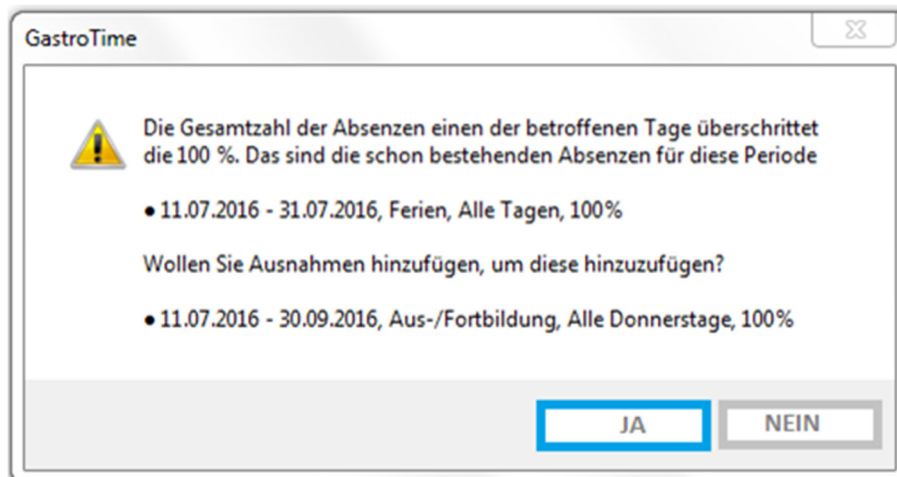 GastroTime
Die Gesamtzahl der Absenzen einen der betroffenen Tage überschrittet
die 100 %. Das sind die schon bestehenden Absenzen für diese Periode
● 11.07.2016 - 31.07.2016, Ferien, Alle Tagen, 100%
Wollen Sie Ausnahmen hinzufügen, um diese hinzuzufügen?
● 11.07.2016 - 30.09.2016, Aus-/Fortbildung, Alle Donnerstage, 100%
JA
NEIN